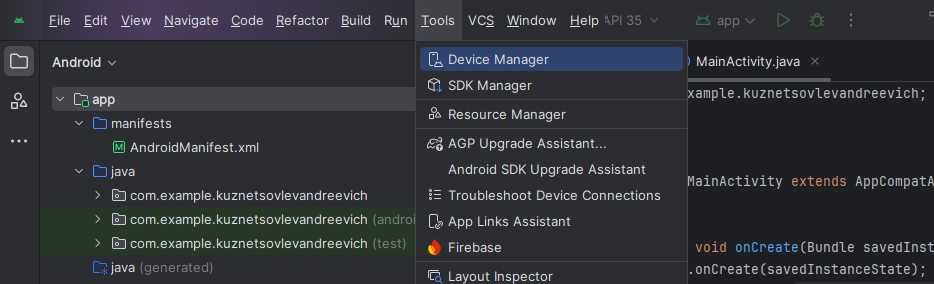 File Edit View Navigate Code Refactor Build Run Tools VCS Window Help API 35 app
Android
MainActivity.java
Device Manager
app
SDK Manager
example.kuznetsovlevandreevich;
manifests
Resource Manager
AndroidManifest.xml
AGP Upgrade Assistant...
java
Android SDK Upgrade Assistant
MainActivity extends AppCompatA
com.example.kuznetsovlevandreevich
Troubleshoot Device Connections
com.example.kuznetsovlevandreevich (andro
App Links Assistant
com.example.kuznetsovlevandreevich (test)
Firebase
void onCreate(Bundle savedInst
java (generated)
.onCreate(savedInstanceState);
Layout Inspector